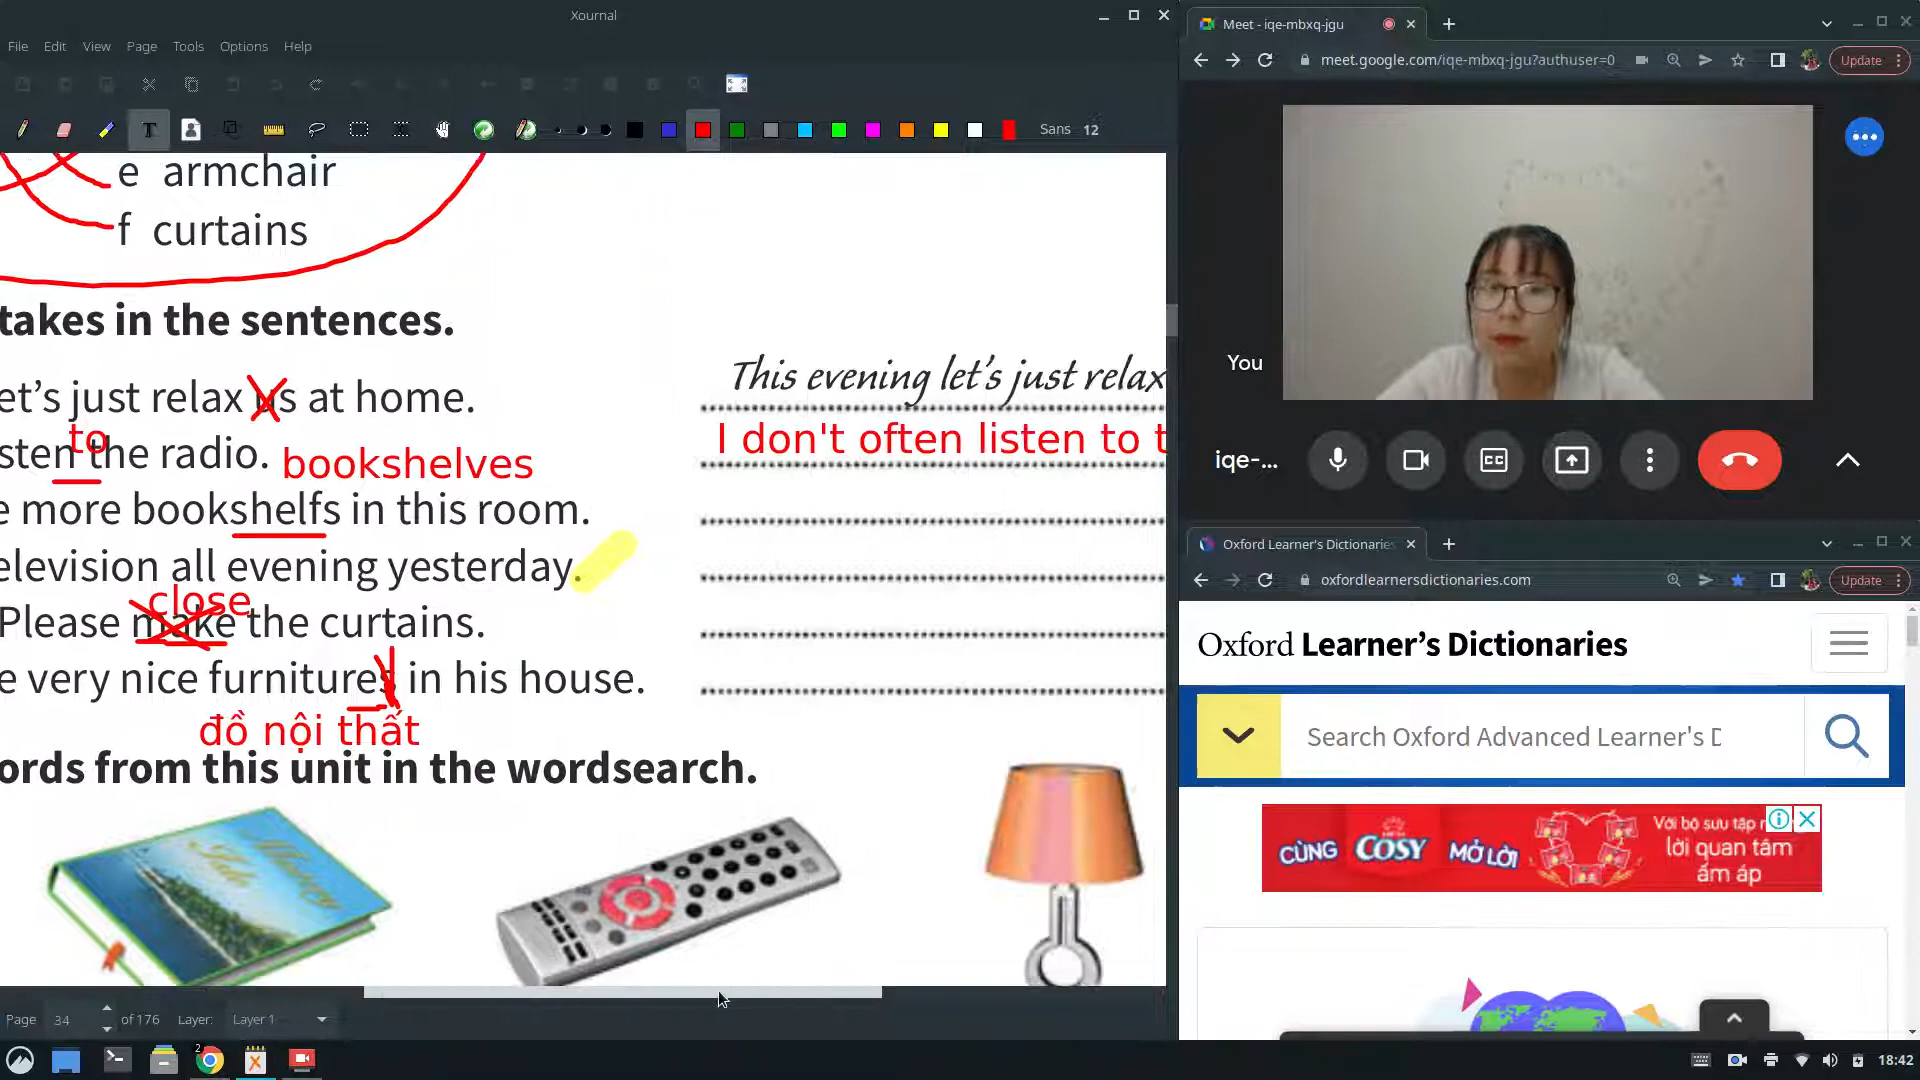 Xournal
File Edit View Page Tools Options Help
Sans 12
e armchair
f curtains
takes in the sentences.
et's just relax us at home.
to
sten the radio.
bookshelves
e more bookshelfs in this room.
elevision all evening yesterday.
close
Please make the curtains.
e very nice furnitures in his house.
đồ nội thất
ords from this unit in the wordsearch.
This evening let's just relax
I don't often listen to t
Page 34 of 176 Layer: Layer 1
Meet - iqe-mbxq-jgu
meet.google.com/iqe-mbxq-jgu?authuser=0
Update
You
iqe-...
Oxford Learner's Dictionaries
oxfordlearnersdictionaries.com
Update
Oxford Learner's Dictionaries
Search Oxford Advanced Learner's D
CÙNG COSY MỞ LỜI
Với bộ sưu tập
lời quan tâm
ấm áp
2
18:42